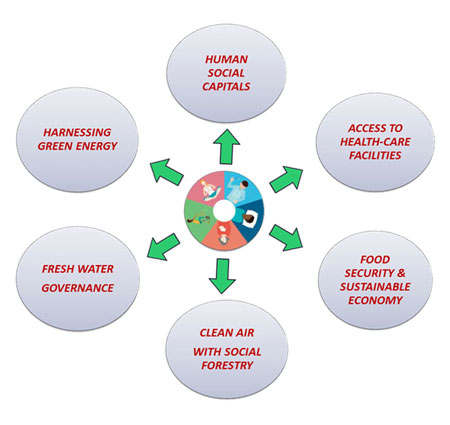 HUMAN
SOCIAL
CAPITALS
ACCESS TO
HEALTH-CARE
FACILITIES
FOOD
SECURITY &
SUSTAINABLE
ECONOMY
CLEAN AIR
WITH SOCIAL
FORESTRY
FRESH WATER
GOVERNANCE
HARNESSING
GREEN ENERGY